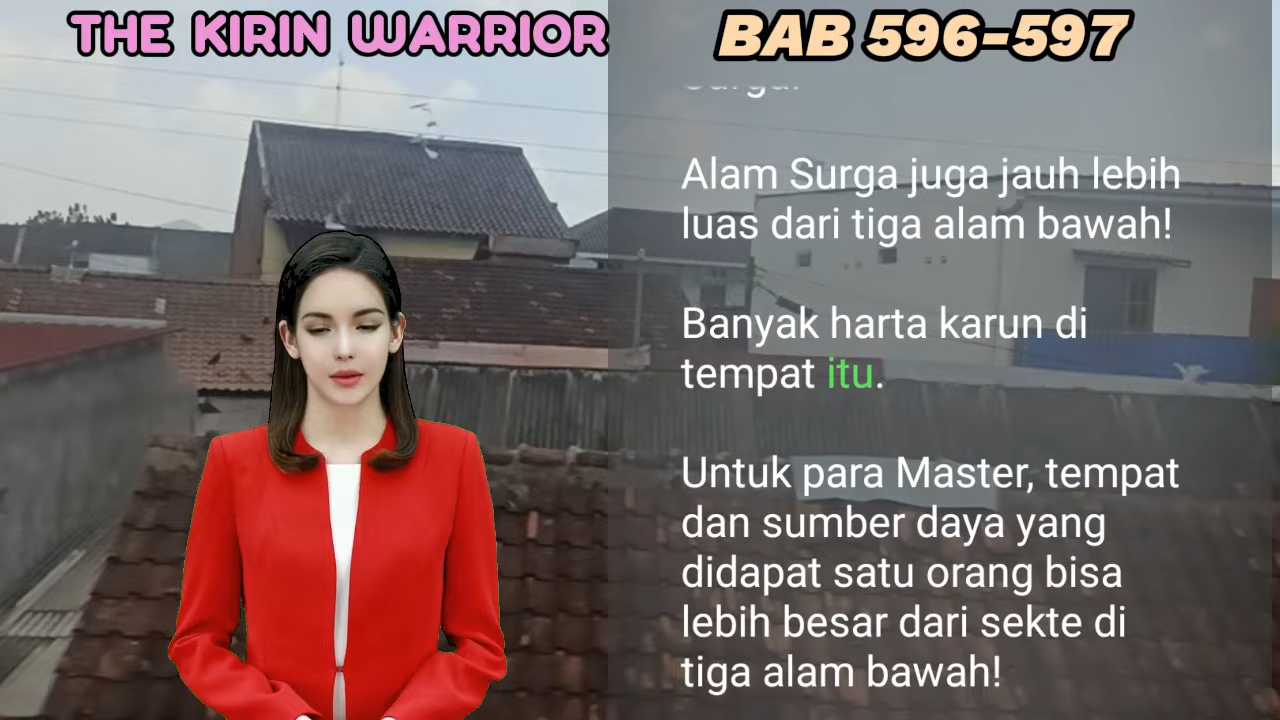 THE KIRIN WARRIOR
BAB 596-597
Alam Surga juga jauh lebih
luas dari tiga alam bawah!
Banyak harta karun di
tempat itu.
Untuk para Master, tempat
dan sumber daya yang
didapat satu orang bisa
lebih besar dari sekte di
tiga alam bawah!